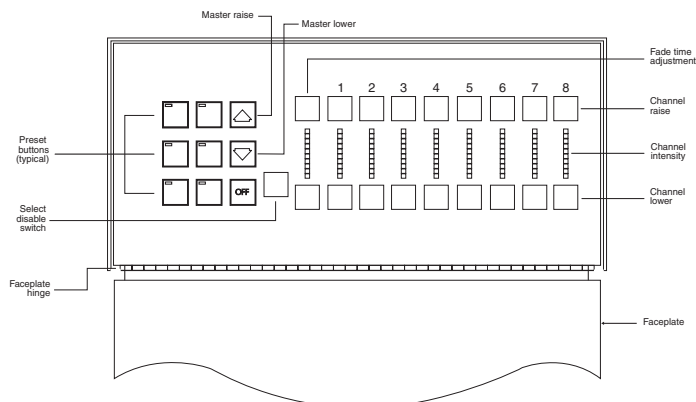 Master raise
Master lower
Fade time
adjustment
1 2 3 4 5 6 7 8
Channel
raise
Preset
buttons
(typical)
Channel
intensity
OFF
Select
disable
switch
Channel
lower
Faceplate
hinge
Faceplate